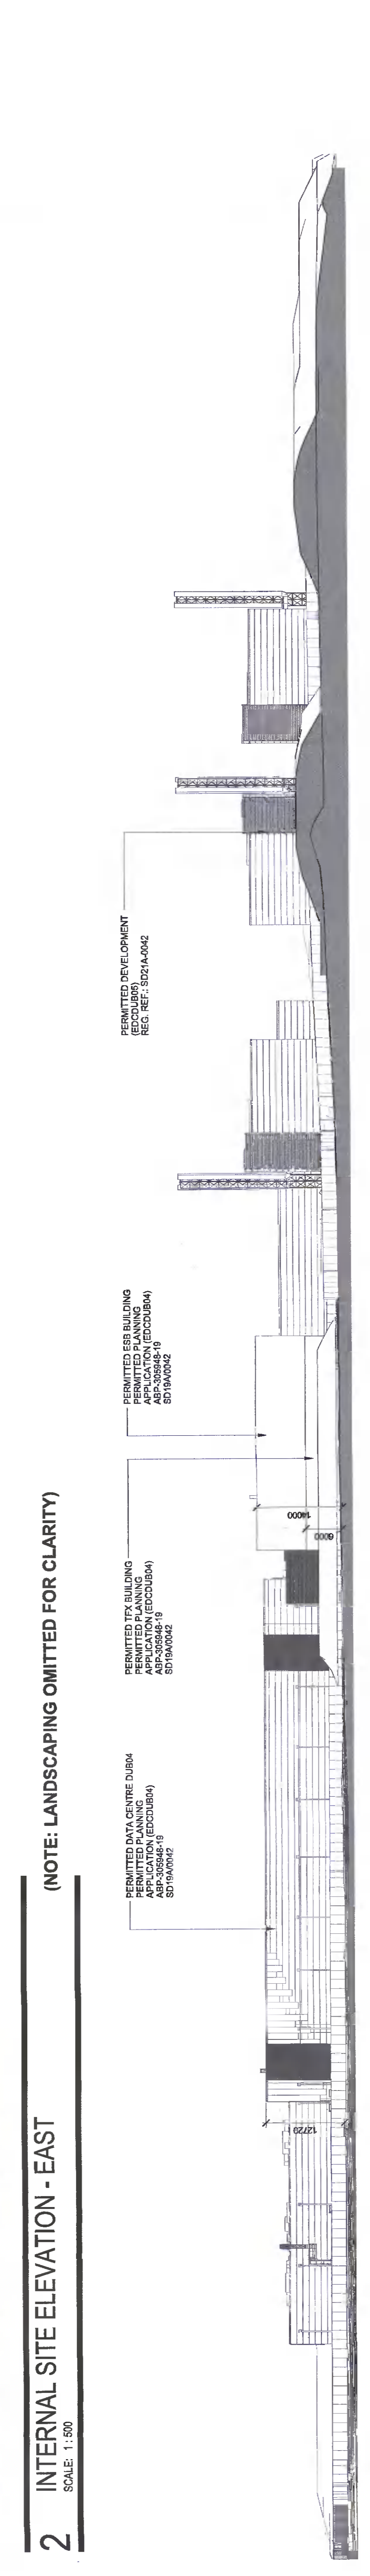 2
INTERNAL SITE ELEVATION - EAST
SCALE: 1 : 500
(NOTE: LANDSCAPING OMITTED FOR CLARITY)
PERMITTED DATA CENTRE DUB04
PERMITTED PLANNING
APPLICATION (EDCDUB04)
ABP-305948-19
SD19A/0042
PERMITTED TFX BUILDING
PERMITTED PLANNING
APPLICATION (EDCDUB04)
ABP-305948-19
SD19A/0042
PERMITTED ESB BUILDING
PERMITTED PLANNING
APPLICATION (EDCDUB04)
ABP-305948-19
SD19A/0042
PERMITTED DEVELOPMENT
(EDCDUB05)
REG. REF.: SD21A-0042
12720
14000
6000